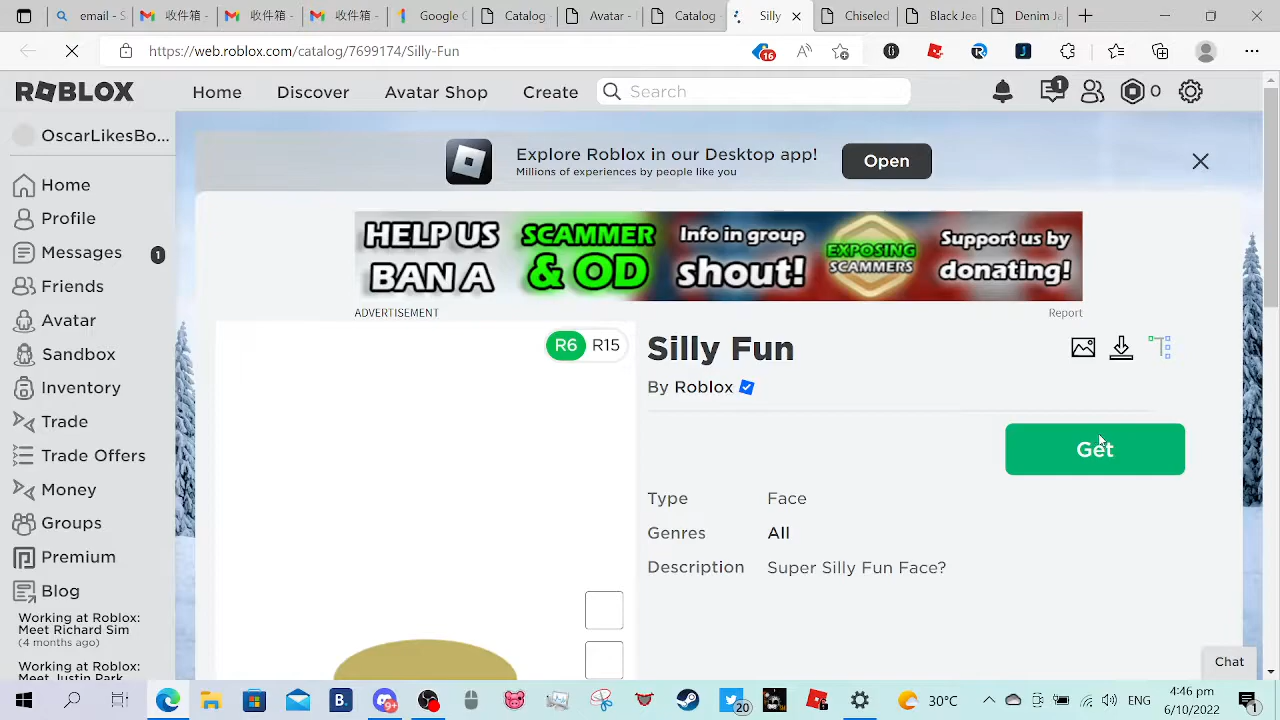 email -
收件箱
收件箱
收件箱
Google C
Catalog
Avatar -
Catalog
Silly
Chiseled
Black Jea
Denim Ja
https://web.roblox.com/catalog/7699174/Silly-Fun
16
ROBLOX
Home
Discover
Avatar Shop
Create
Search
1
0
OscarLikesBo...
Home
Profile
Messages
1
Friends
Avatar
Sandbox
Inventory
Trade
Trade Offers
Money
Groups
Premium
Blog
Working at Roblox:
Meet Richard Sim
(4 months ago)
Working at Roblox:
Meet Justin Park
Explore Roblox in our Desktop app!
Millions of experiences by people like you
Open
HELP US
BAN A
SCAMMER
& OD
Info in group
shout!
EXPOSING
SCAMMERS
Support us by
donating!
ADVERTISEMENT
Report
R6
R15
Silly Fun
By Roblox
Get
Type
Face
Genres
All
Description
Super Silly Fun Face?
Chat
B.
9+
20
30°C
ENG
4:46 pm
6/10/2022
1